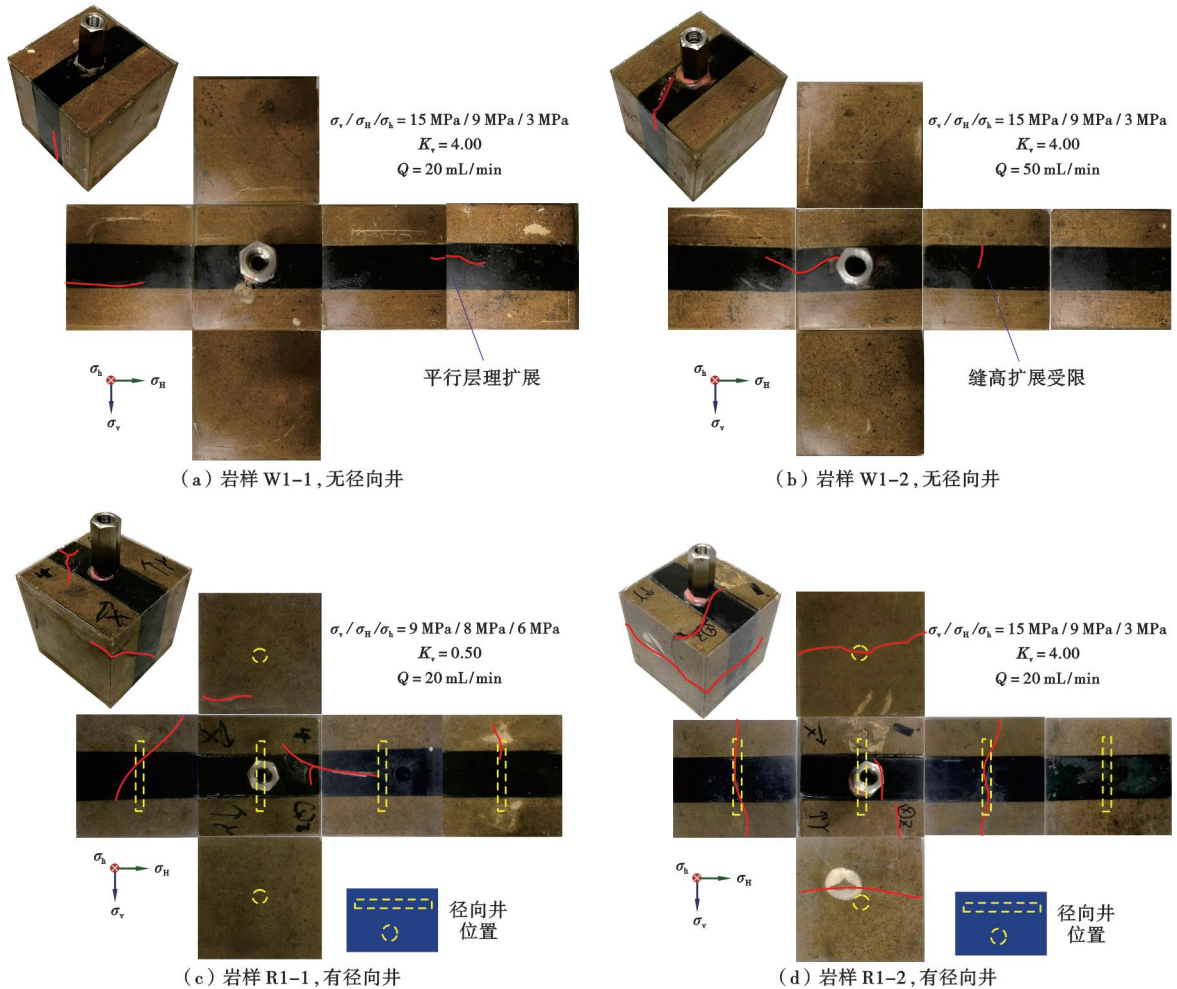 σv / σH / σh = 15 MPa / 9 MPa / 3 MPa
Kv = 4.00
Q = 20 mL/min
平行层理扩展
σh
σH
σv
（a）岩样 W1-1，无径向井
σv / σH / σh = 15 MPa / 9 MPa / 3 MPa
Kv = 4.00
Q = 50 mL/min
缝高扩展受限
σh
σH
σv
（b）岩样 W1-2，无径向井
σv / σH / σh = 9 MPa / 8 MPa / 6 MPa
Kv = 0.50
Q = 20 mL/min
σh
σH
σv
径向井
位置
（c）岩样 R1-1，有径向井
σv / σH / σh = 15 MPa / 9 MPa / 3 MPa
Kv = 4.00
Q = 20 mL/min
σh
σH
σv
径向井
位置
（d）岩样 R1-2，有径向井